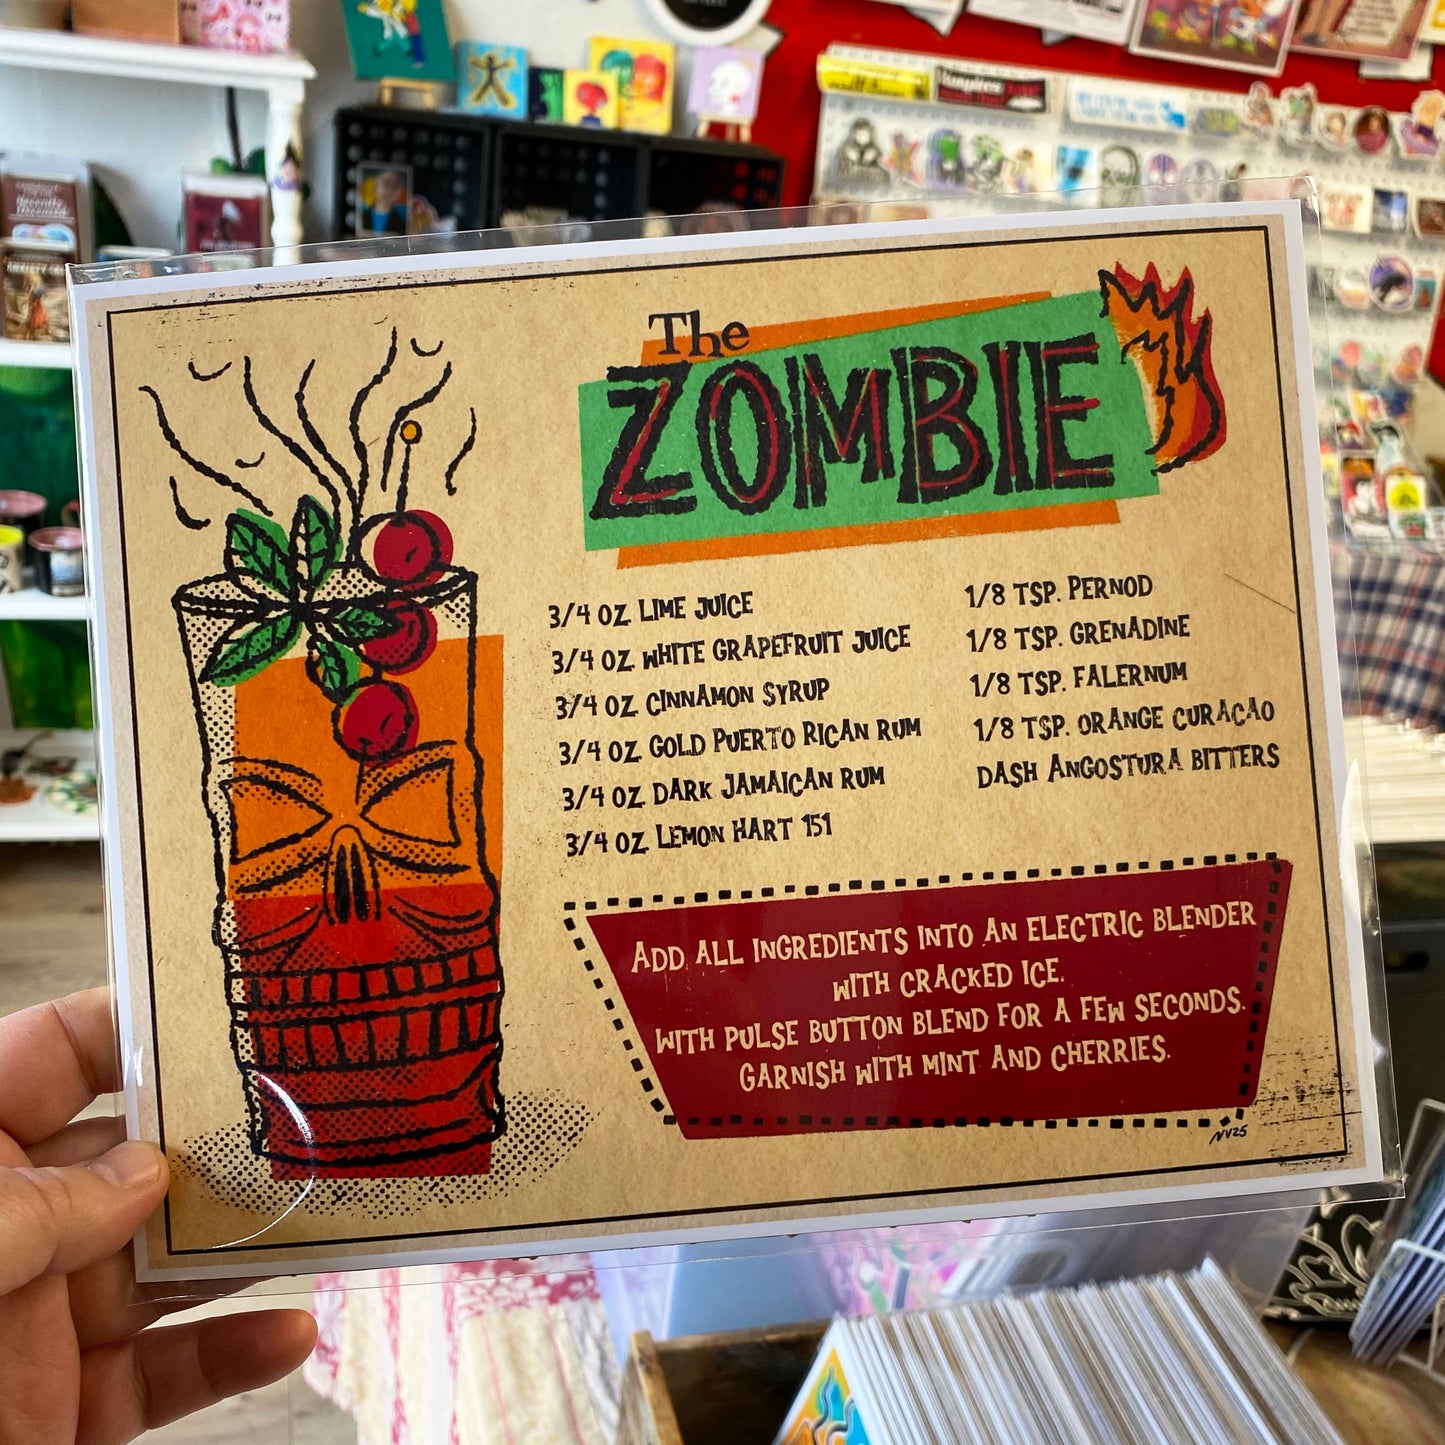 The
ZOMBIE
3/4 OZ LIME JUICE
3/4 OZ WHITE GRAPEFRUIT JUICE
3/4 OZ CINNAMON SYRUP
3/4 OZ GOLD PUERTO RICAN RUM
3/4 OZ DARK JAMAICAN RUM
3/4 OZ LEMON HART 151
1/8 TSP. PERNOD
1/8 TSP. GRENADINE
1/8 TSP. FALERNUM
1/8 TSP. ORANGE CURACAO
DASH ANGOSTURA BITTERS
ADD ALL INGREDIENTS INTO AN ELECTRIC BLENDER
WITH CRACKED ICE.
WITH PULSE BUTTON BLEND FOR A FEW SECONDS.
GARNISH WITH MINT AND CHERRIES.
NV25